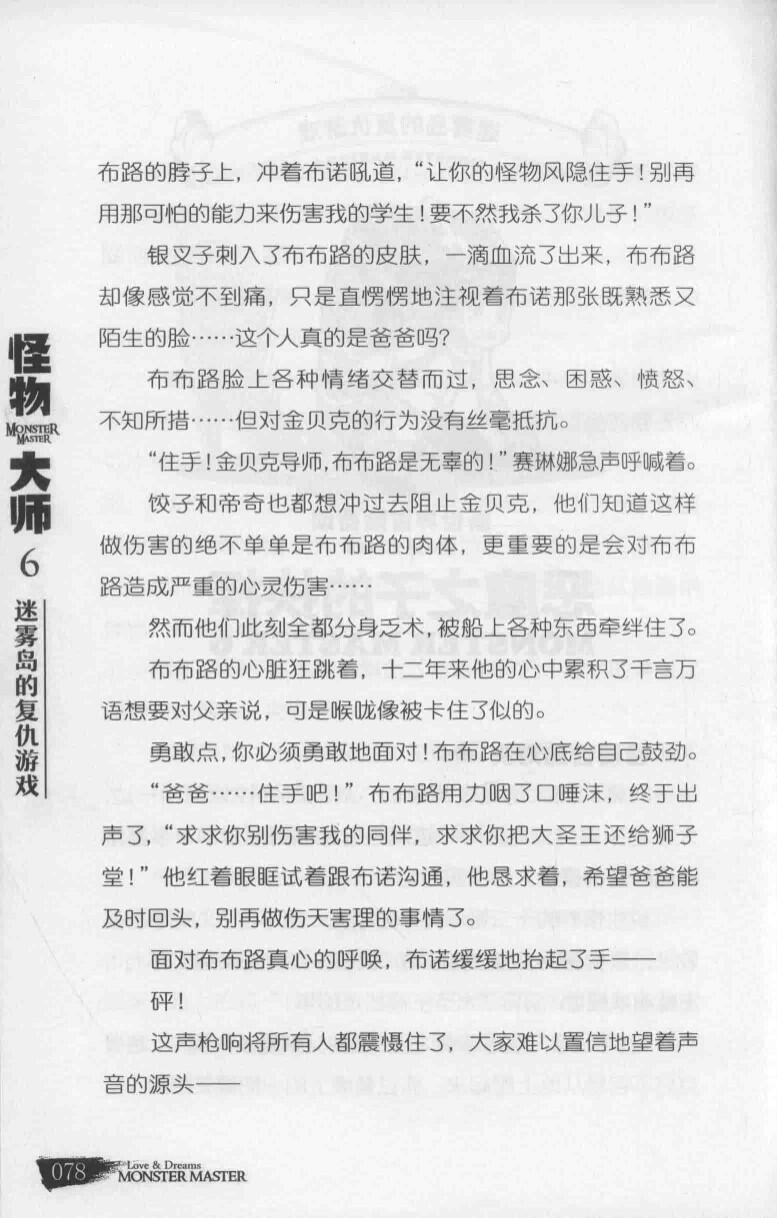 布路的脖子上，冲着布诺吼道，“让你的怪物风隐住手！别再
用那可怕的能力来伤害我的学生！要不然我杀了你儿子！”
银叉子刺入了布布路的皮肤，一滴血流了出来，布布路
却像感觉不到痛，只是直愣愣地注视着布诺那张既熟悉又
陌生的脸……这个人真的是爸爸吗？
布布路脸上各种情绪交替而过，思念、困惑、愤怒、
不知所措……但对金贝克的行为没有丝毫抵抗。
“住手！金贝克导师，布布路是无辜的！”赛琳娜急声呼喊着。
饺子和帝奇也都想冲过去阻止金贝克，他们知道这样
做伤害的绝不单单是布布路的肉体，更重要的是会对布布
路造成严重的心灵伤害……
然而他们此刻全都分身乏术，被船上各种东西牵绊住了。
布布路的心脏狂跳着，十二年来他的心中累积了千言万
语想要对父亲说，可是喉咙像被卡住了似的。
勇敢点，你必须勇敢地面对！布布路在心底给自己鼓劲。
“爸爸……住手吧！”布布路用力咽了口唾沫，终于出
声了，“求求你别伤害我的同伴，求求你把大圣王还给狮子
堂！”他红着眼眶试着跟布诺沟通，他恳求着，希望爸爸能
及时回头，别再做伤天害理的事情了。
面对布布路真心的呼唤，布诺缓缓地抬起了手——
砰！
这声枪响将所有人都震慑住了，大家难以置信地望着声
音的源头——
怪物
MONSTER
MASTER
大师
6
迷雾岛的复仇游戏
078
Love & Dreams
MONSTER MASTER